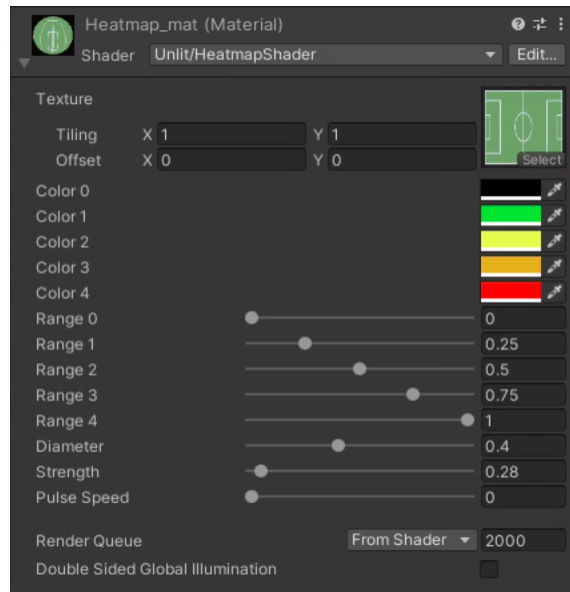 Heatmap_mat (Material)
Shader Unlit/HeatmapShader Edit...
Texture
Tiling X 1 Y 1
Offset X 0 Y 0
Select
Color 0
Color 1
Color 2
Color 3
Color 4
Range 0 0
Range 1 0.25
Range 2 0.5
Range 3 0.75
Range 4 1
Diameter 0.4
Strength 0.28
Pulse Speed 0
Render Queue From Shader 2000
Double Sided Global Illumination